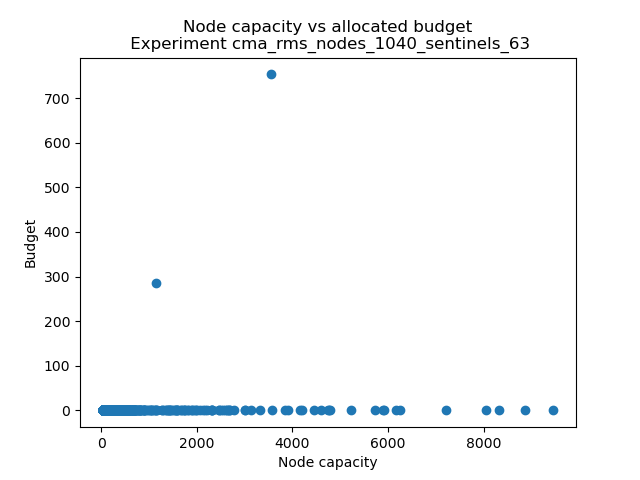 Node capacity vs allocated budget
Experiment cma_rms_nodes_1040_sentinels_63
700
600
500
400
300
200
100
0
Budget
0 2000 4000 6000 8000
Node capacity